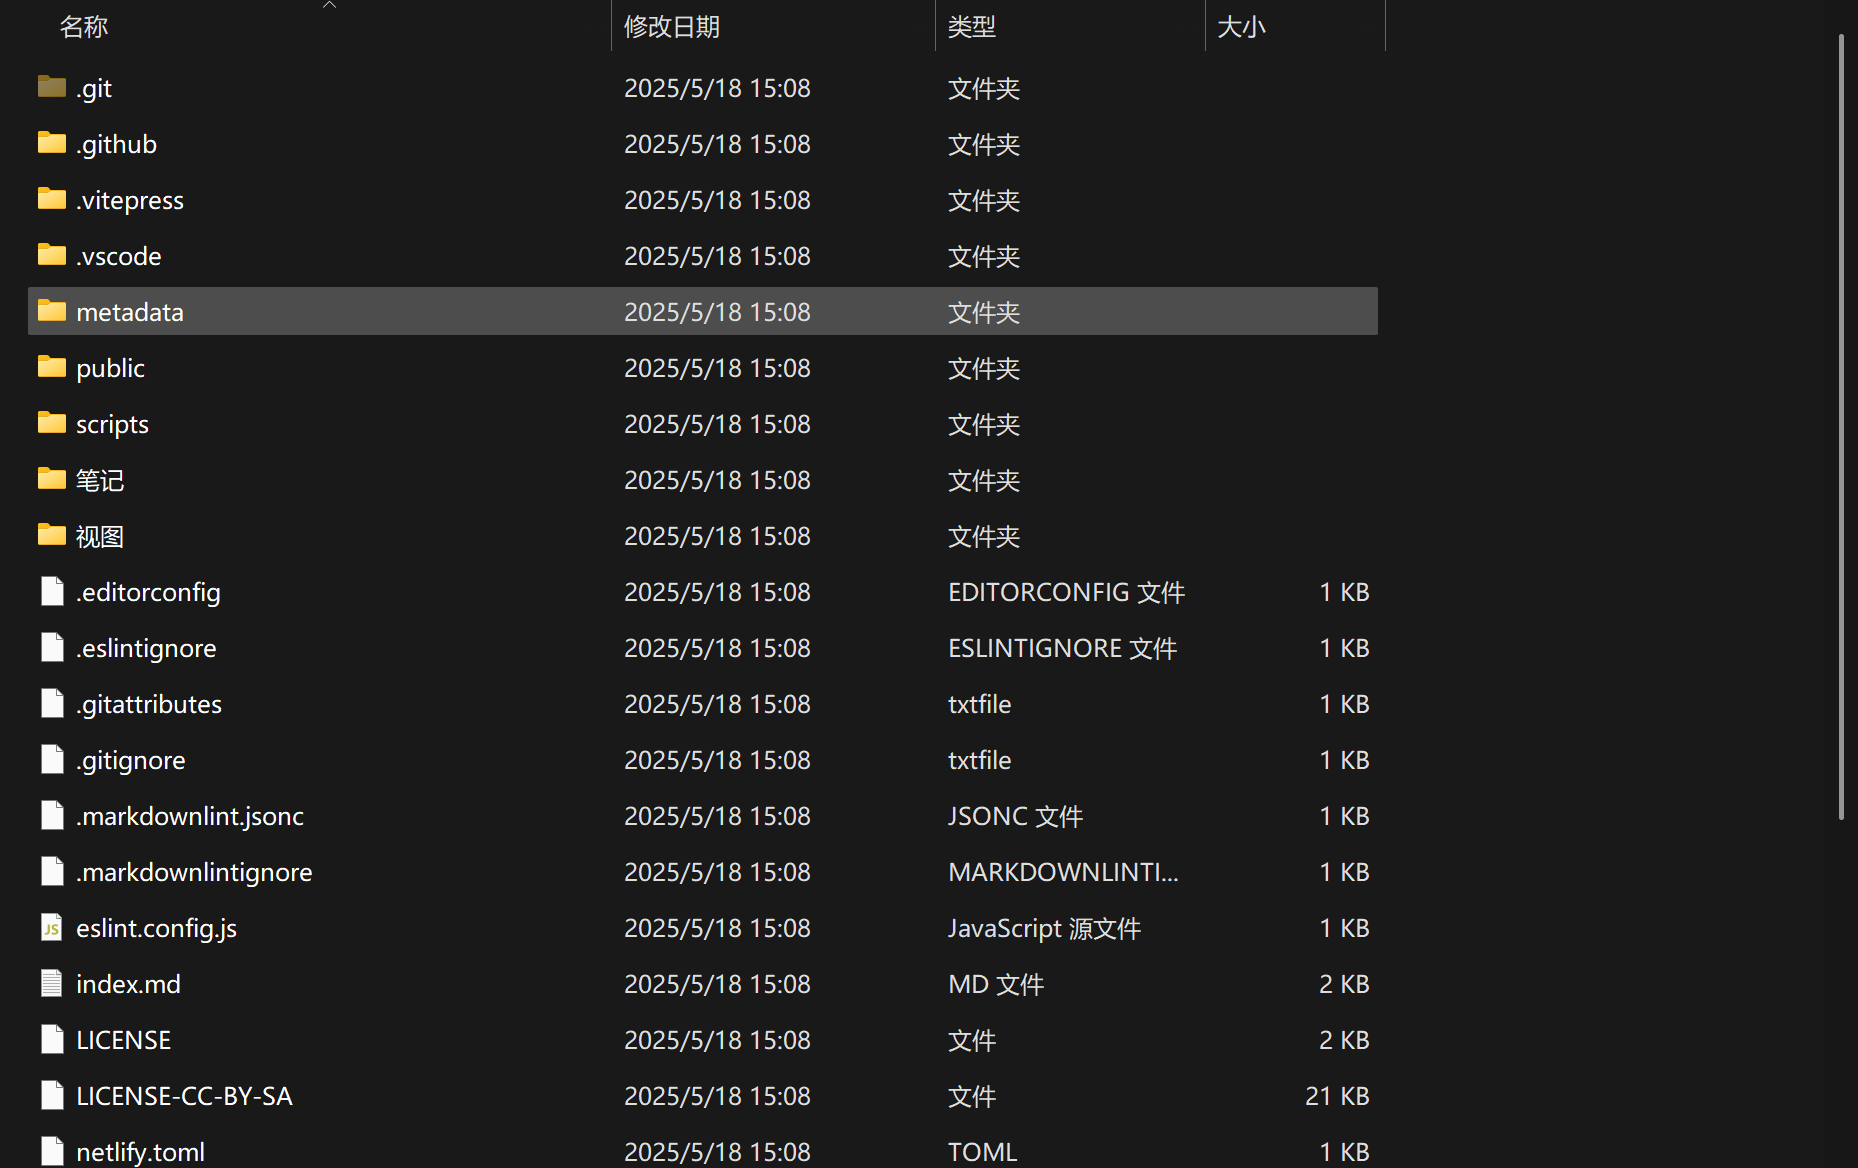 名称 修改日期 类型 大小
.git 2025/5/18 15:08 文件夹
.github 2025/5/18 15:08 文件夹
.vitepress 2025/5/18 15:08 文件夹
.vscode 2025/5/18 15:08 文件夹
metadata 2025/5/18 15:08 文件夹
public 2025/5/18 15:08 文件夹
scripts 2025/5/18 15:08 文件夹
笔记 2025/5/18 15:08 文件夹
视图 2025/5/18 15:08 文件夹
.editorconfig 2025/5/18 15:08 EDITORCONFIG 文件 1 KB
.eslintignore 2025/5/18 15:08 ESLINTIGNORE 文件 1 KB
.gitattributes 2025/5/18 15:08 txtfile 1 KB
.gitignore 2025/5/18 15:08 txtfile 1 KB
.markdownlint.jsonc 2025/5/18 15:08 JSONC 文件 1 KB
.markdownlintignore 2025/5/18 15:08 MARKDOWNLINTI... 1 KB
JS eslint.config.js 2025/5/18 15:08 JavaScript 源文件 1 KB
index.md 2025/5/18 15:08 MD 文件 2 KB
LICENSE 2025/5/18 15:08 文件 2 KB
LICENSE-CC-BY-SA 2025/5/18 15:08 文件 21 KB
netlify.toml 2025/5/18 15:08 TOML 1 KB